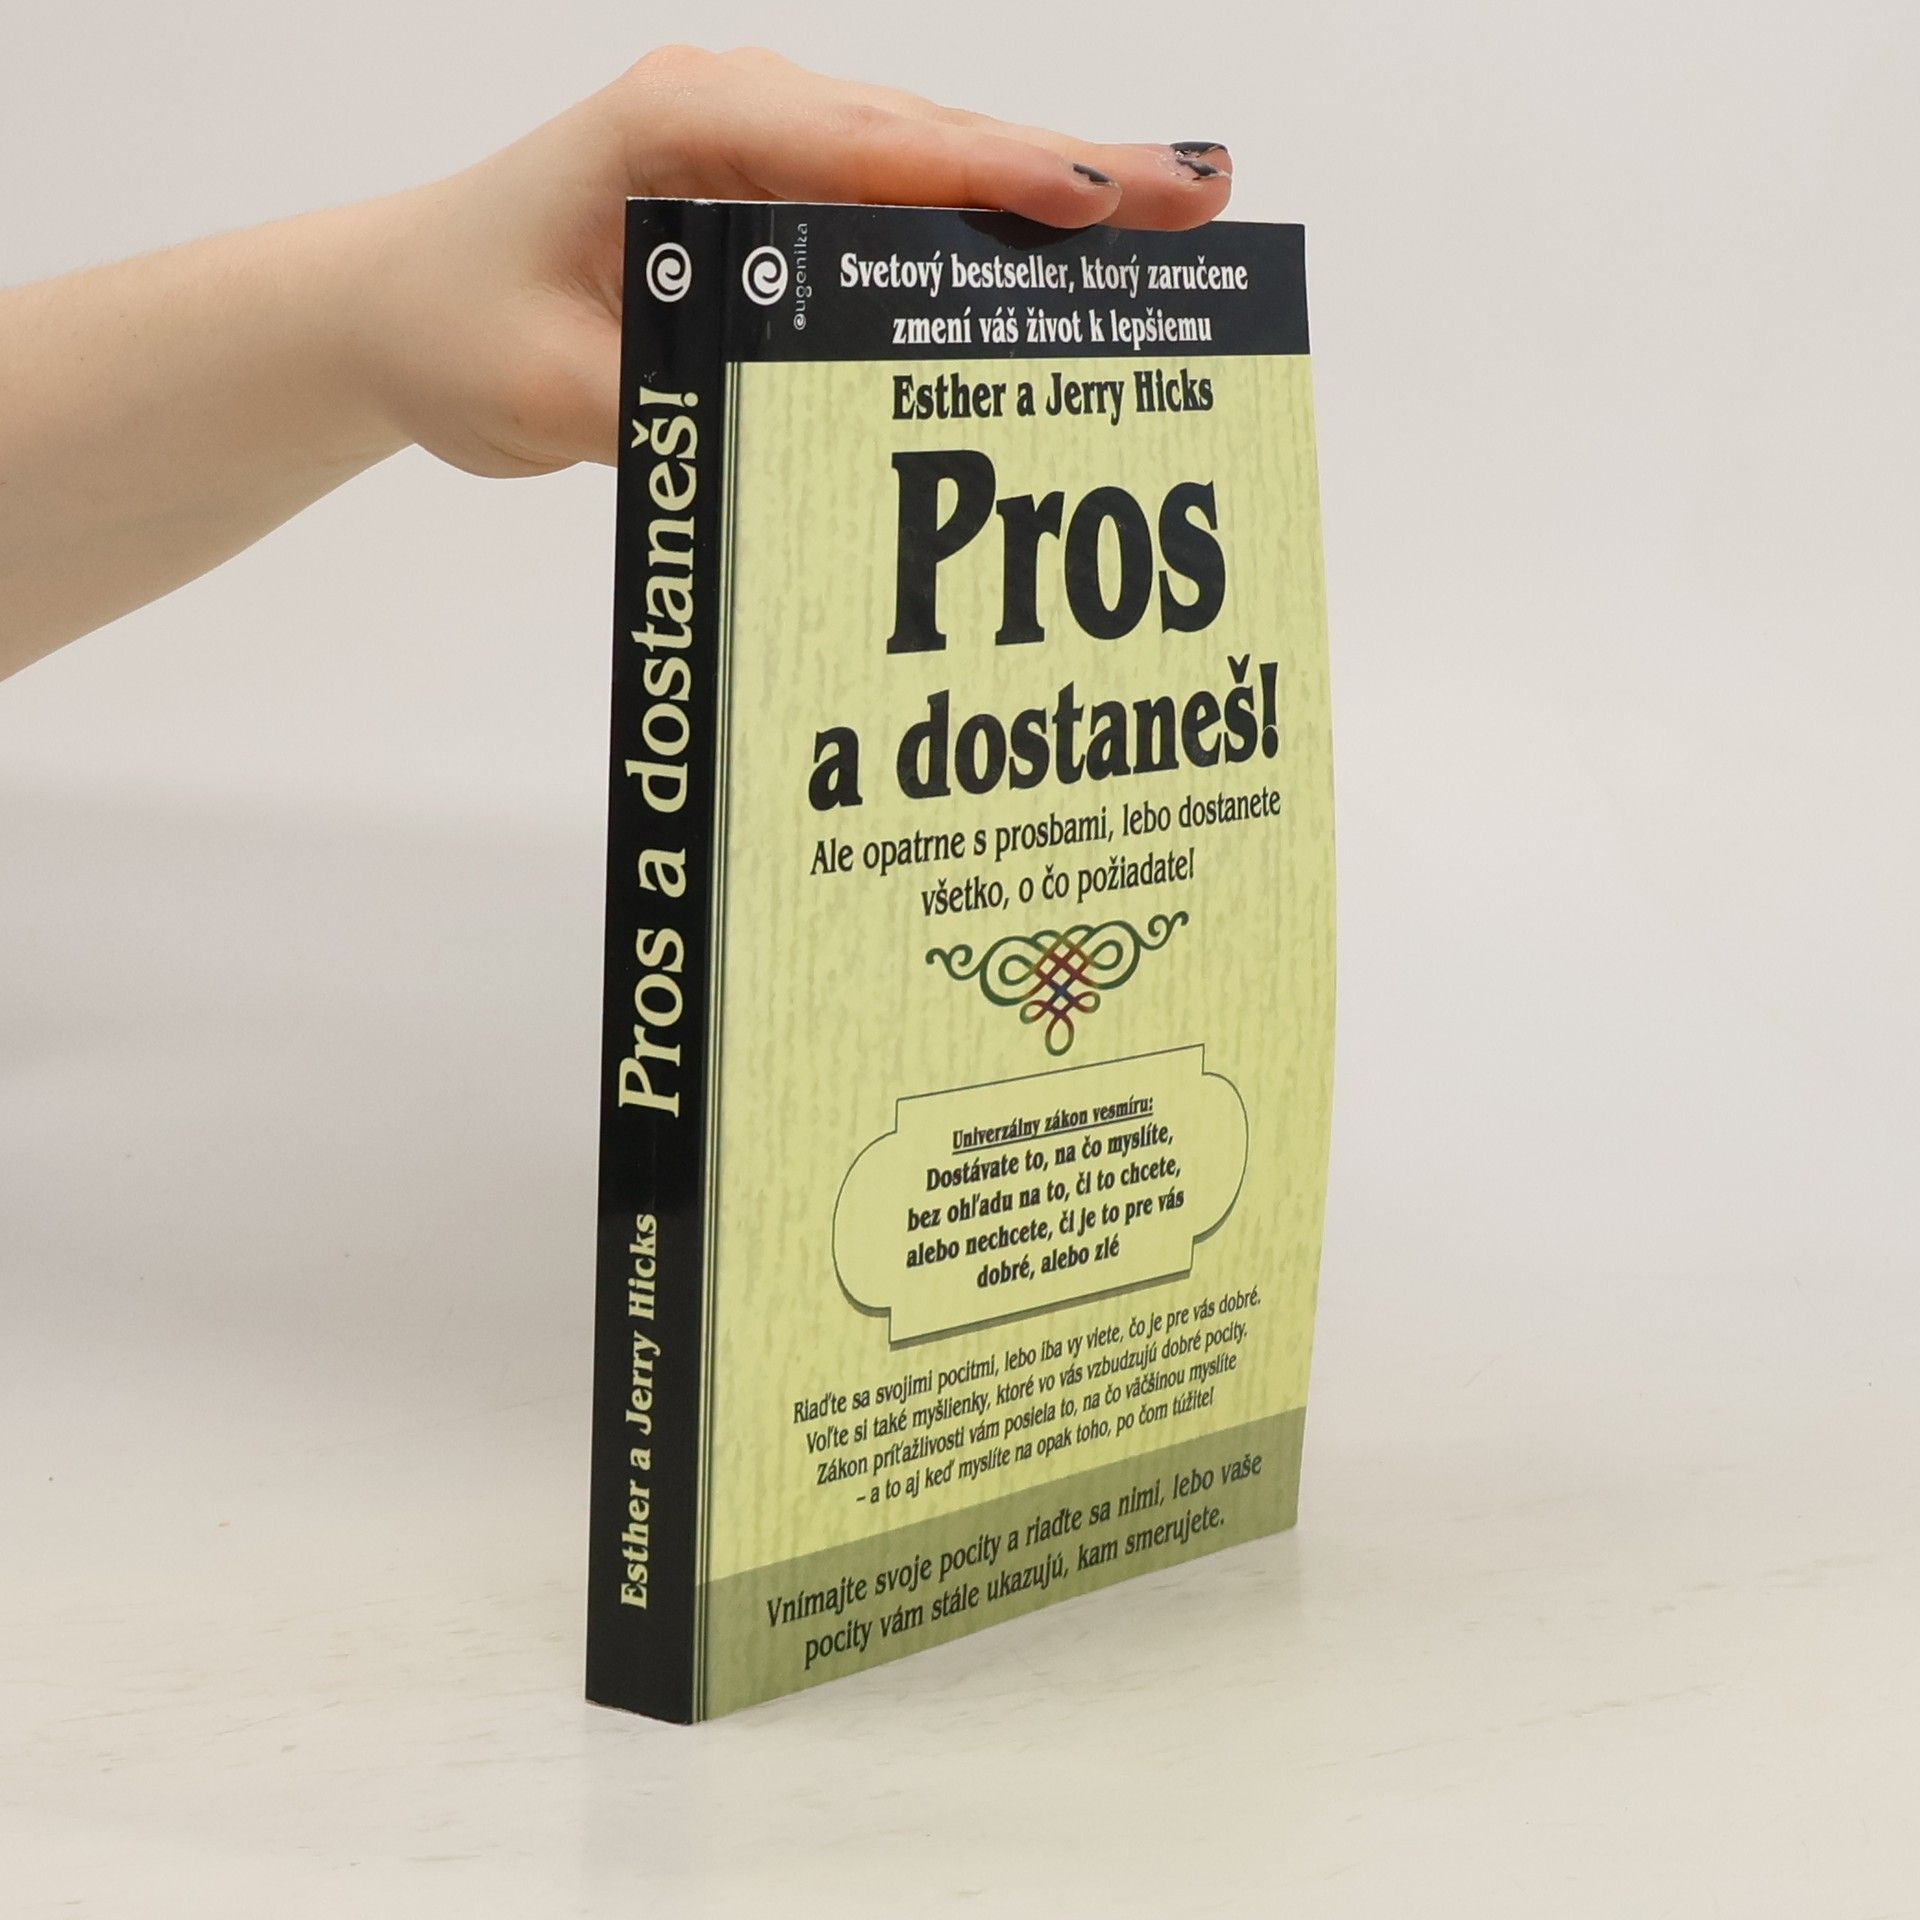 Pros a dostaneš!
Esther a Jerry Hicks
eugenika
Svetový bestseller, ktorý zaručene
zmení váš život k lepšiemu
Esther a Jerry Hicks
Pros
a dostaneš!
Ale opatrne s prosbami, lebo dostanete
všetko, o čo požiadate!
Univerzálny zákon vesmíru:
Dostávate to, na čo myslíte,
bez ohľadu na to, či to chcete,
alebo nechcete, či je to pre vás
dobré, alebo zlé
Riaďte sa svojimi pocitmi, lebo iba vy viete, čo je pre vás dobré.
Voľte si také myšlienky, ktoré vo vás vzbudzujú dobré pocity.
Zákon príťažlivosti vám posiela to, na čo väčšinou myslíte
– a to aj keď myslíte na opak toho, po čom túžite!
Vnímajte svoje pocity a riaďte sa nimi, lebo vaše
pocity vám stále ukazujú, kam smerujete.